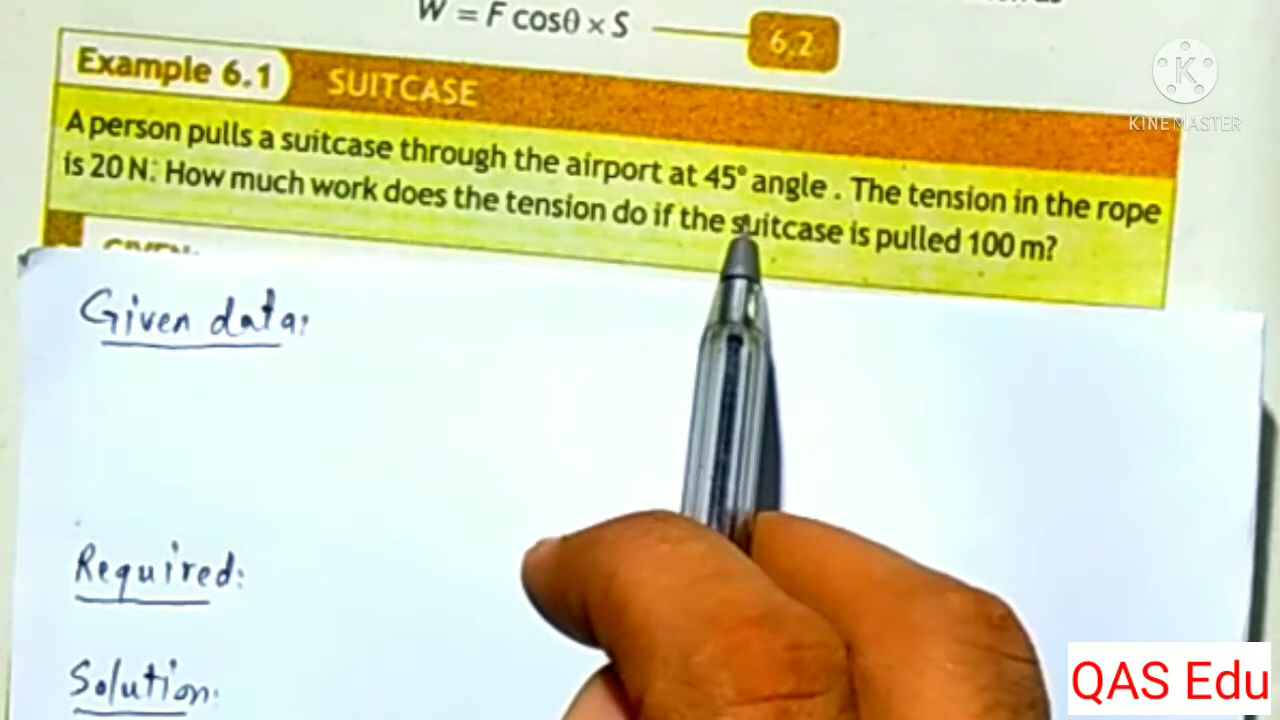 W = F cosθ × S
6.2
KINEMASTER
Example 6.1
SUITCASE
A person pulls a suitcase through the airport at 45° angle . The tension in the rope
is 20 N. How much work does the tension do if the suitcase is pulled 100 m?
Given data:
Required:
Solution:
QAS Edu